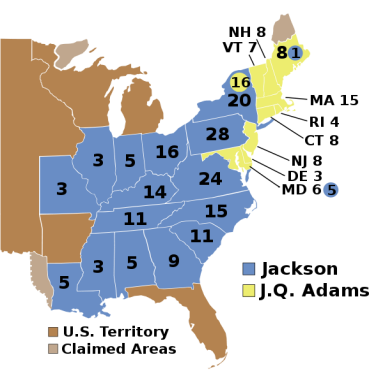 NH 8
VT 7
8 1
16
20
MA 15
RI 4
CT 8
28
NJ 8
DE 3
MD 6 5
3
5
16
3
14
24
11
15
11
5
3
5
9
Jackson
J.Q. Adams
U.S. Territory
Claimed Areas